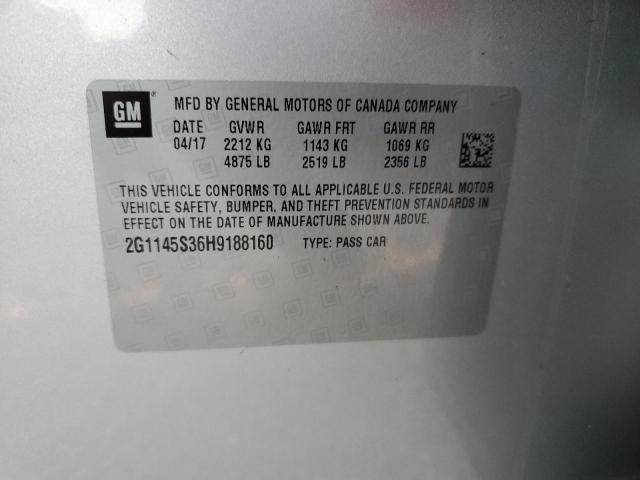 GM ®
MFD BY GENERAL MOTORS OF CANADA COMPANY
DATE GVWR GAWR FRT GAWR RR
04/17 2212 KG 1143 KG 1069 KG
4875 LB 2519 LB 2356 LB
THIS VEHICLE CONFORMS TO ALL APPLICABLE U.S. FEDERAL MOTOR
VEHICLE SAFETY, BUMPER, AND THEFT PREVENTION STANDARDS IN
EFFECT ON THE DATE OF MANUFACTURE SHOWN ABOVE.
2G1145S36H9188160 TYPE: PASS CAR